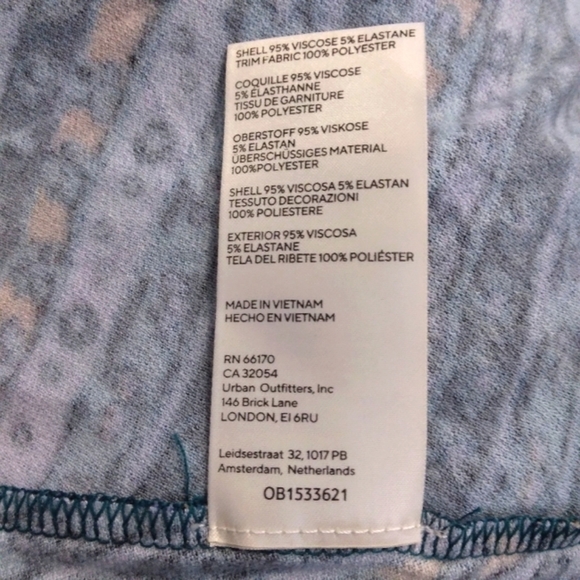 SHELL 95% VISCOSE 5% ELASTANE
TRIM FABRIC 100% POLYESTER
COQUILLE 95% VISCOSE
5% ÉLASTHANNE
TISSU DE GARNITURE
100% POLYESTER
OBERSTOFF 95% VISKOSE
5% ELASTAN
ÜBERSCHÜSSIGES MATERIAL
100%POLYESTER
SHELL 95% VISCOSA 5% ELASTAN
TESSUTO DECORAZIONI
100% POLIESTERE
EXTERIOR 95% VISCOSA
5% ELASTANE
TELA DEL RIBETE 100% POLIÉSTER
MADE IN VIETNAM
HECHO EN VIETNAM
RN 66170
CA 32054
Urban Outfitters, Inc
146 Brick Lane
LONDON, E1 6RU
Leidsestraat 32, 1017 PB
Amsterdam, Netherlands
OB1533621